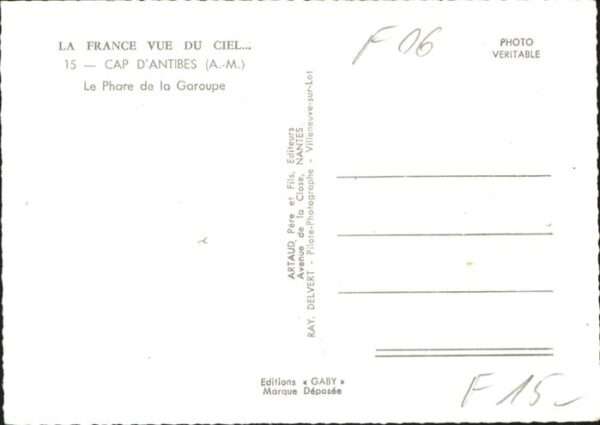 LA FRANCE VUE DU CIEL...
15 — CAP D'ANTIBES (A.-M.)
Le Phare de la Garoupe
F 06
PHOTO
VERITABLE
ARTAUD Père et Fils, Editeurs
Avenue de la Close, NANTES
RAY. DELVERT - Pilote-Photographe - Villeneuve-sur-Lot
Editions « GABY »
Marque Déposée
F 15-